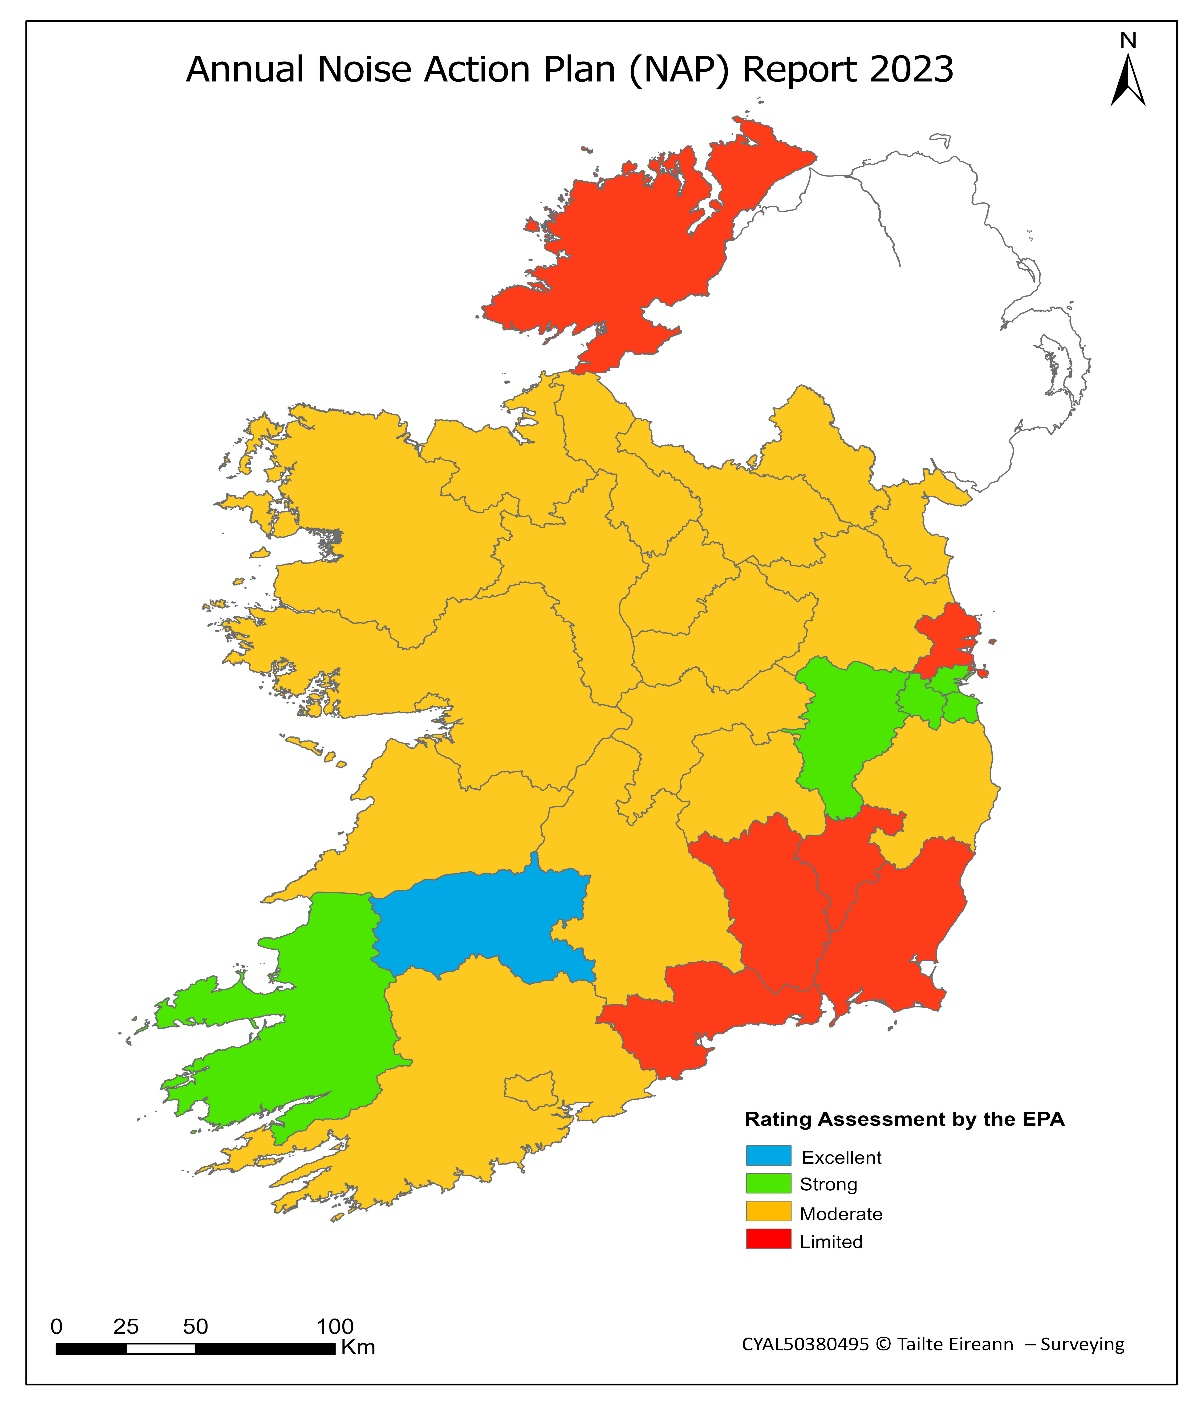 N
Annual Noise Action Plan (NAP) Report 2023
Rating Assessment by the EPA
Excellent
Strong
Moderate
Limited
0 25 50 100
Km
CYAL50380495 © Tailte Eireann – Surveying